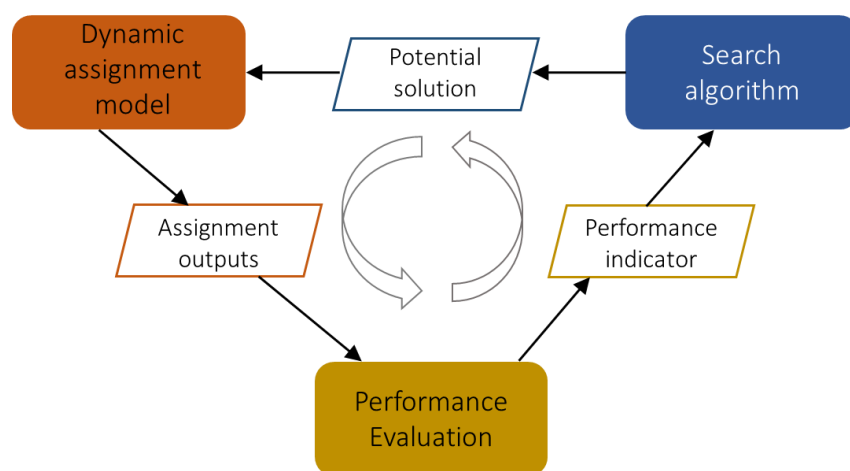 Dynamic
assignment
model
Potential
solution
Search
algorithm
Assignment
outputs
Performance
indicator
Performance
Evaluation